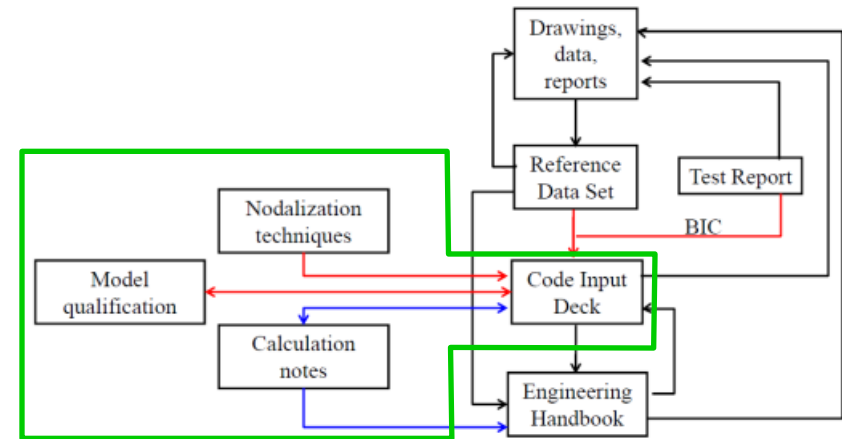 Drawings,
data,
reports
Reference
Data Set
Test Report
Nodalization
techniques
BIC
Model
qualification
Code Input
Deck
Calculation
notes
Engineering
Handbook